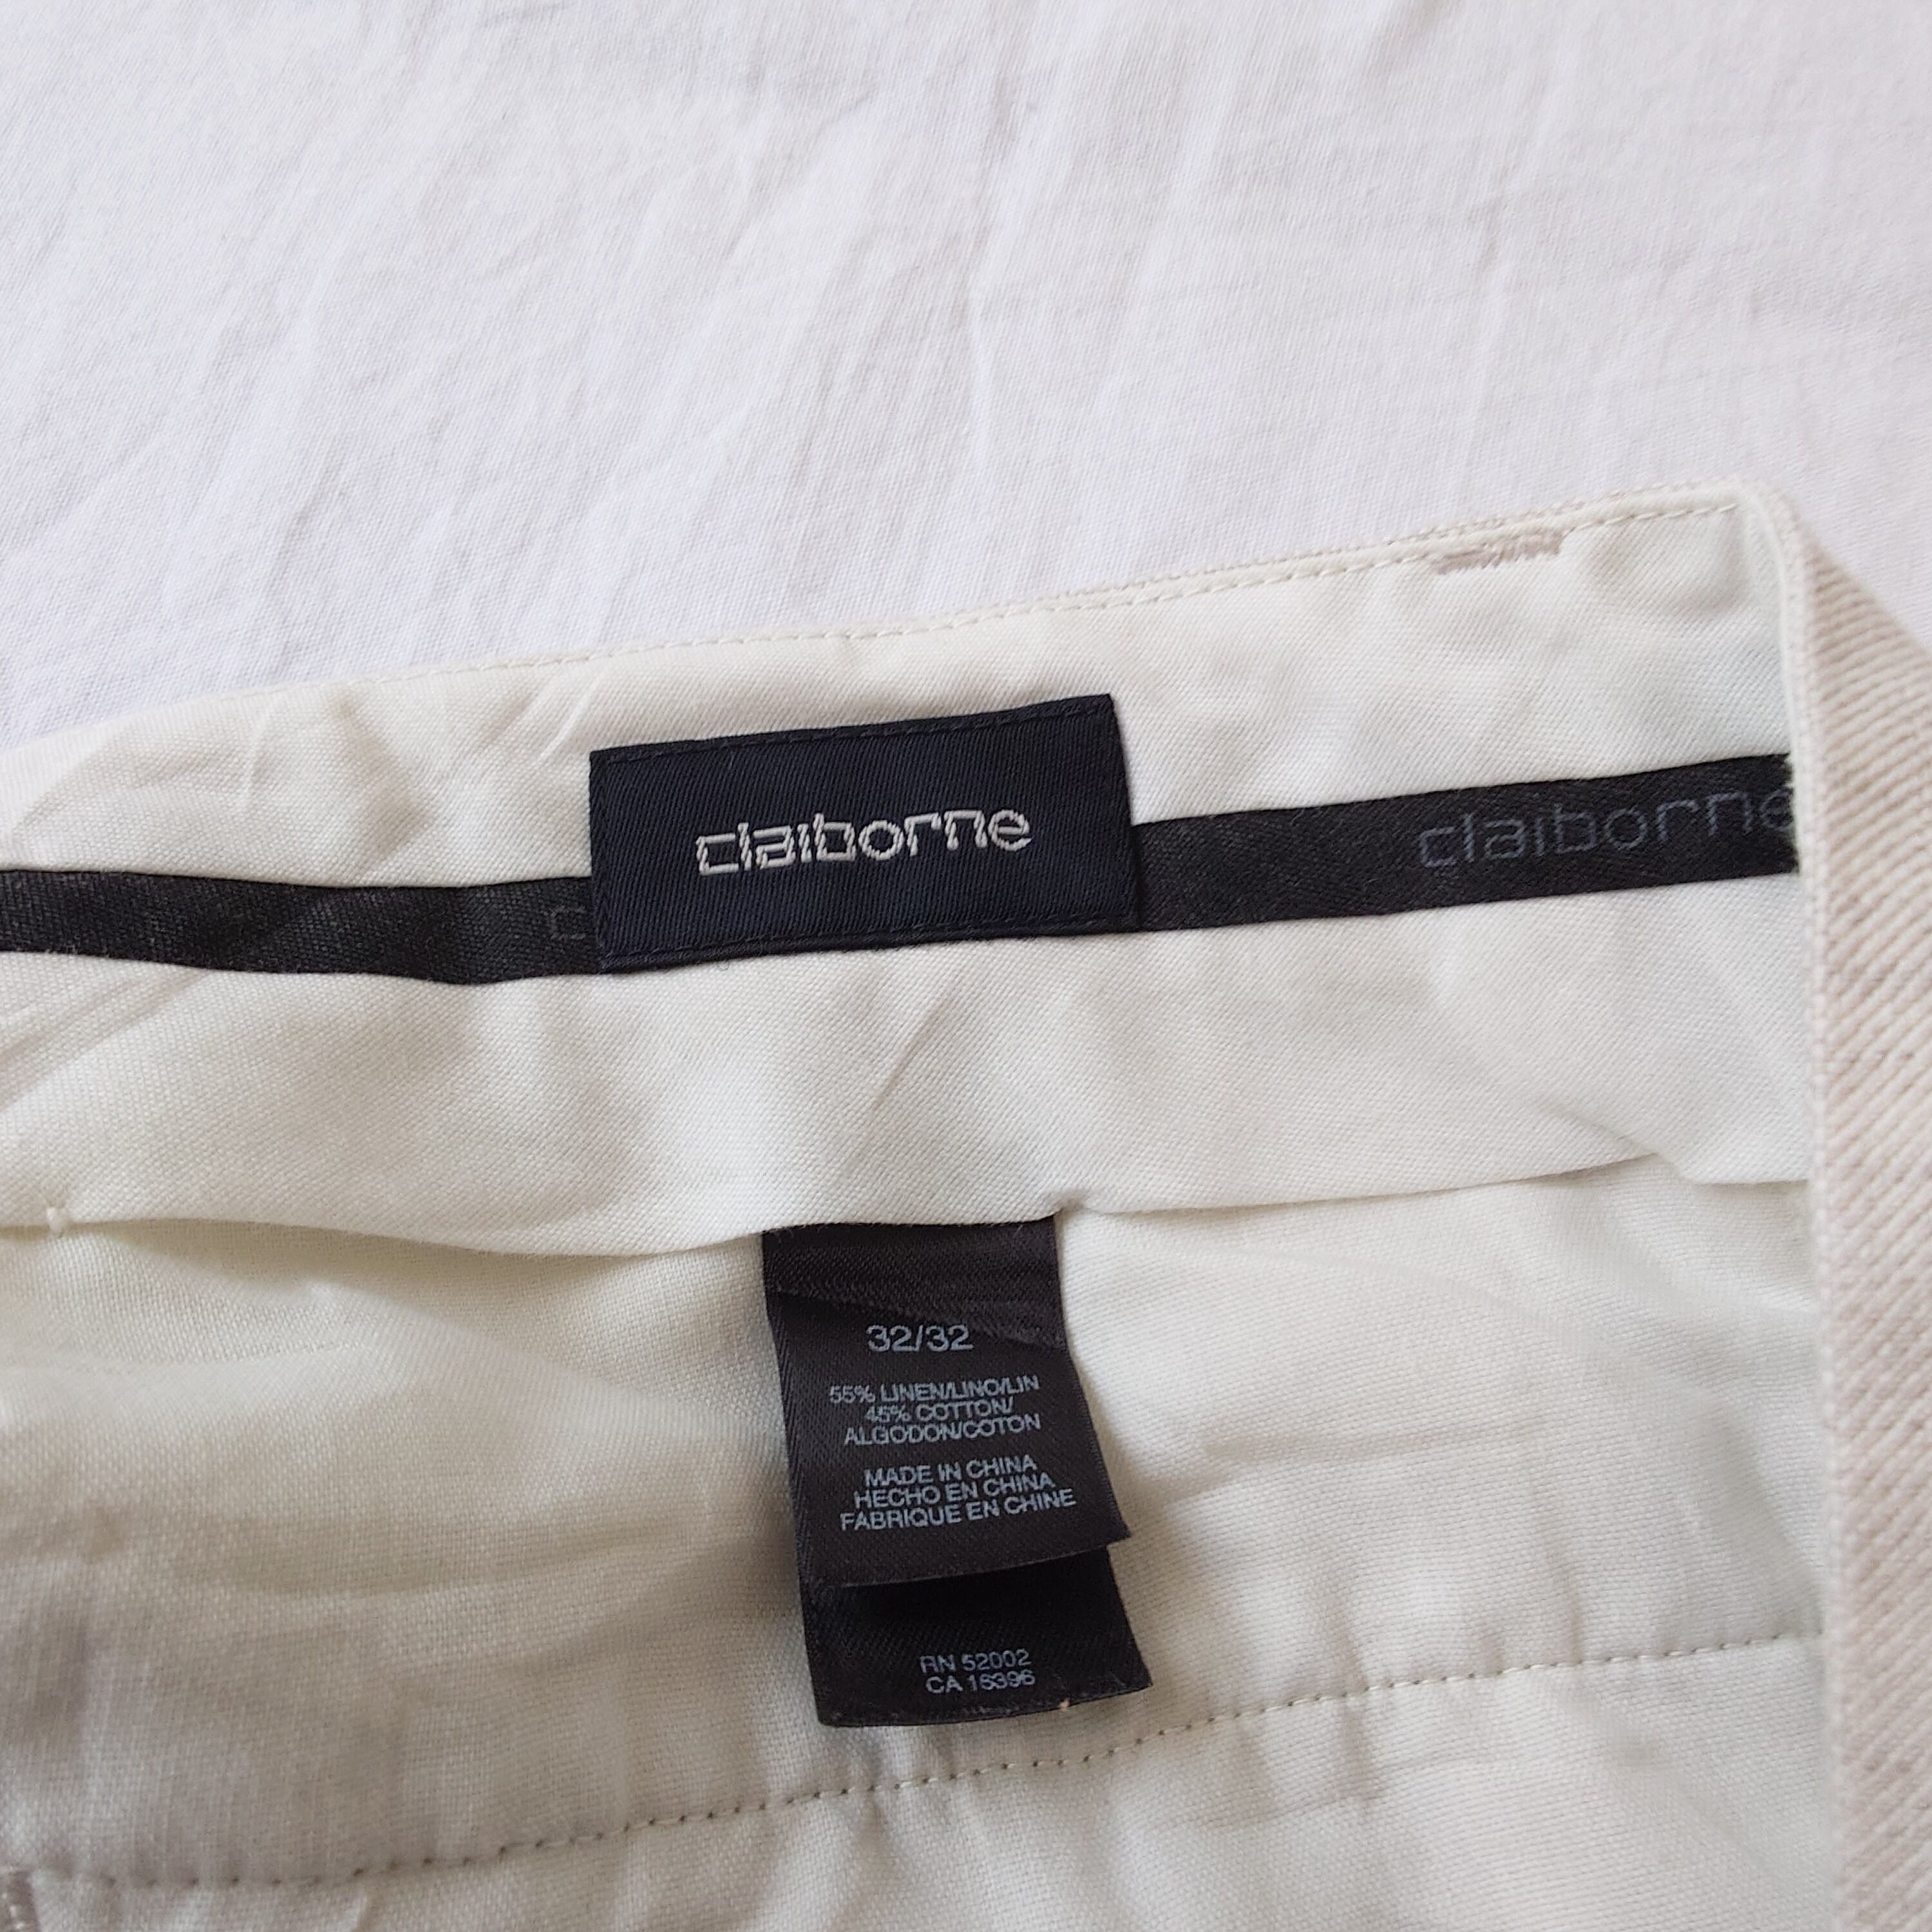 claiborne
claiborne
c
32/32
55% LINEN/LINO/LIN
45% COTTON/
ALGODON/COTON
MADE IN CHINA
HECHO EN CHINA
FABRIQUE EN CHINE
RN 52002
CA 16396